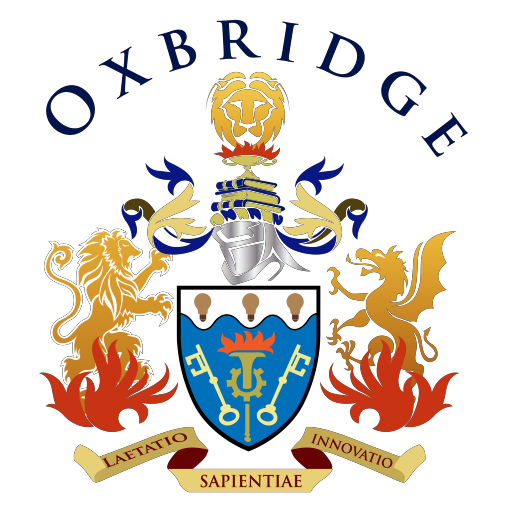 OXBRIDGE
LAETATIO
SAPIENTIAE
INNOVATIO